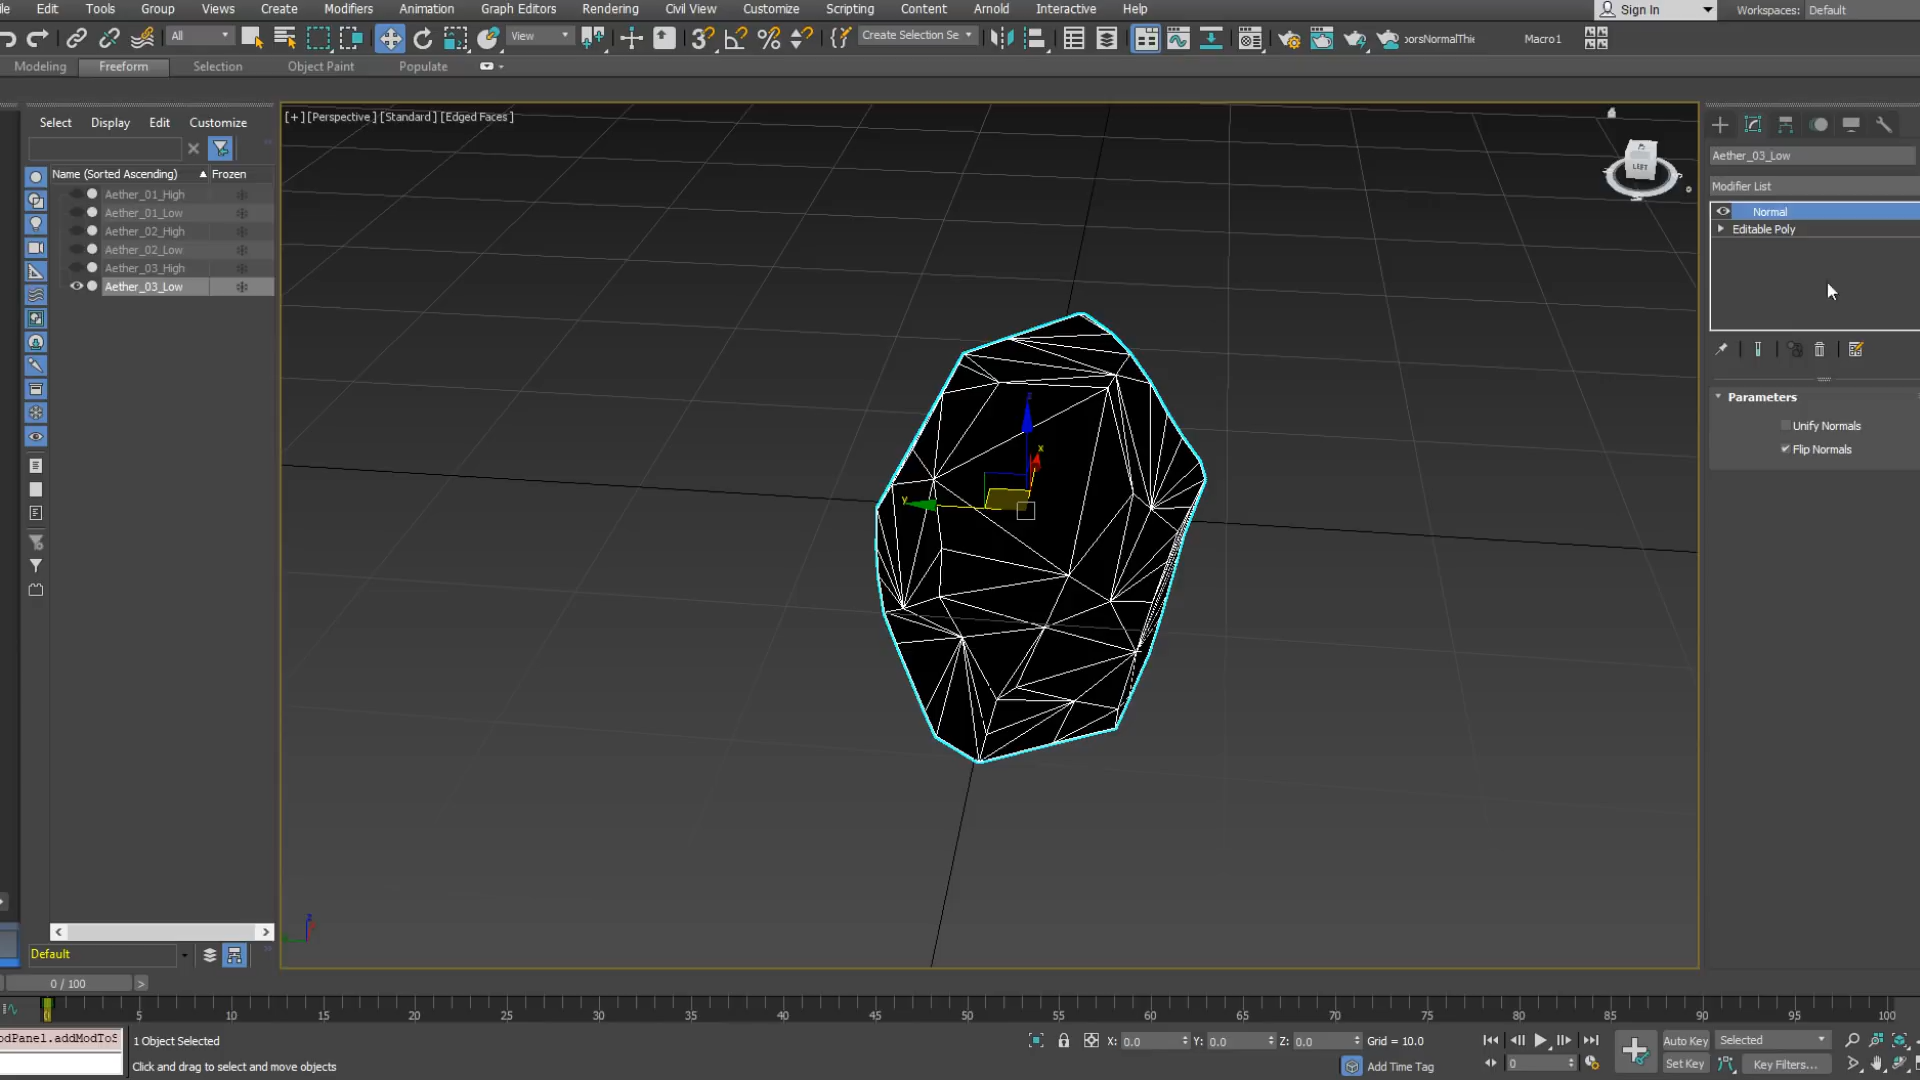 Edit Tools Group Views Create Modifiers Animation Graph Editors Rendering Civil View Customize Scripting Content Arnold Interactive Help
Sign In Workspaces: Default
All View Create Selection Se Macro1
Modeling Freeform Selection Object Paint Populate
Select Display Edit Customize
Name (Sorted Ascending) Frozen
Aether_01_High
Aether_01_Low
Aether_02_High
Aether_02_Low
Aether_03_High
Aether_03_Low
[+] [Perspective] [Standard] [Edged Faces]
LEFT
z
x
y
z
Aether_03_Low
Modifier List
Normal
Editable Poly
Parameters
Unify Normals
Flip Normals
Default
0 / 100
0 5 10 15 20 25 30 35 40 45 50 55 60 65 70 75 80 85 90 95 100
odPanel.addModToS
1 Object Selected
Click and drag to select and move objects
X: 0.0 Y: 0.0 Z: 0.0 Grid = 10.0
Add Time Tag
0
Auto Key Selected
Set Key Key Filters...